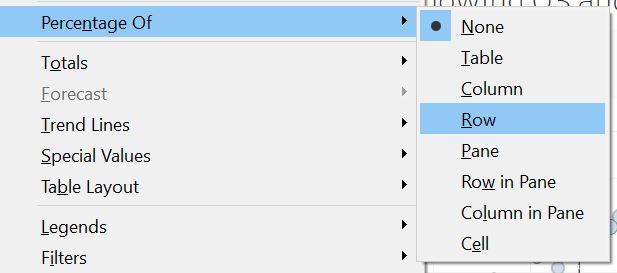 Percentage Of
Totals
Forecast
Trend Lines
Special Values
Table Layout
Legends
Filters
None
Table
Column
Row
Pane
Row in Pane
Column in Pane
Cell